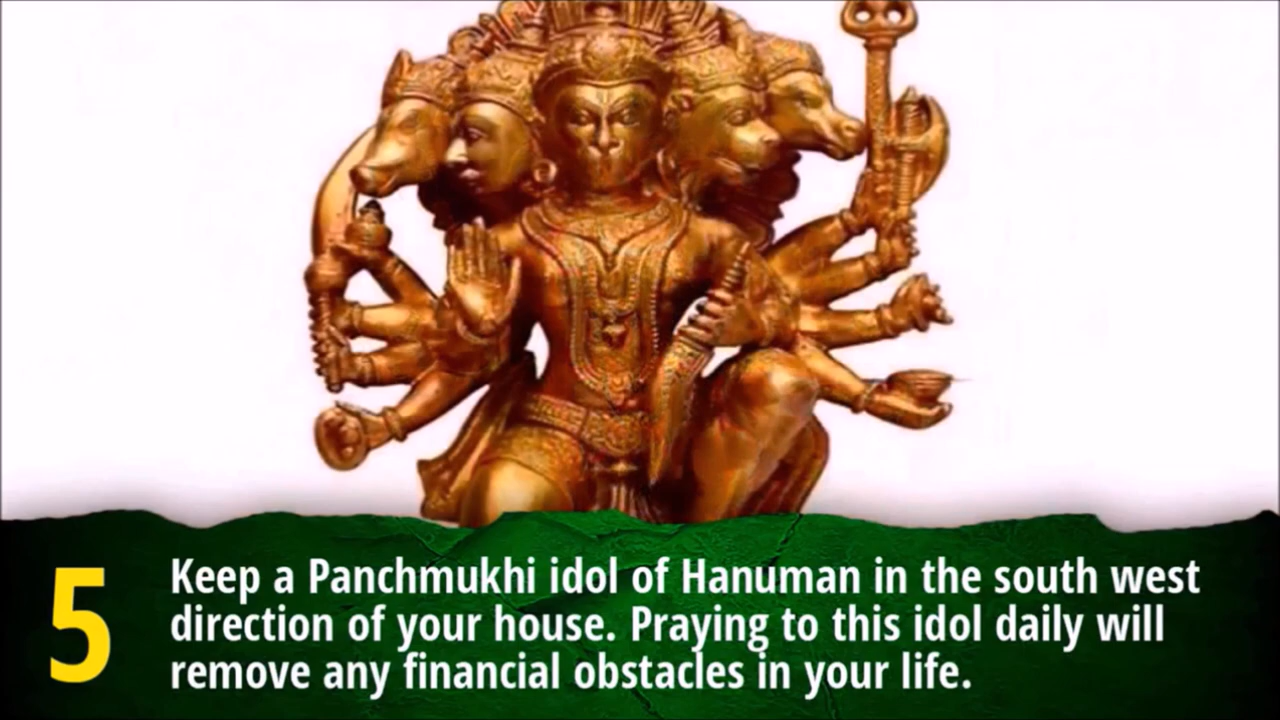 5
Keep a Panchmukhi idol of Hanuman in the south west
direction of your house. Praying to this idol daily will
remove any financial obstacles in your life.